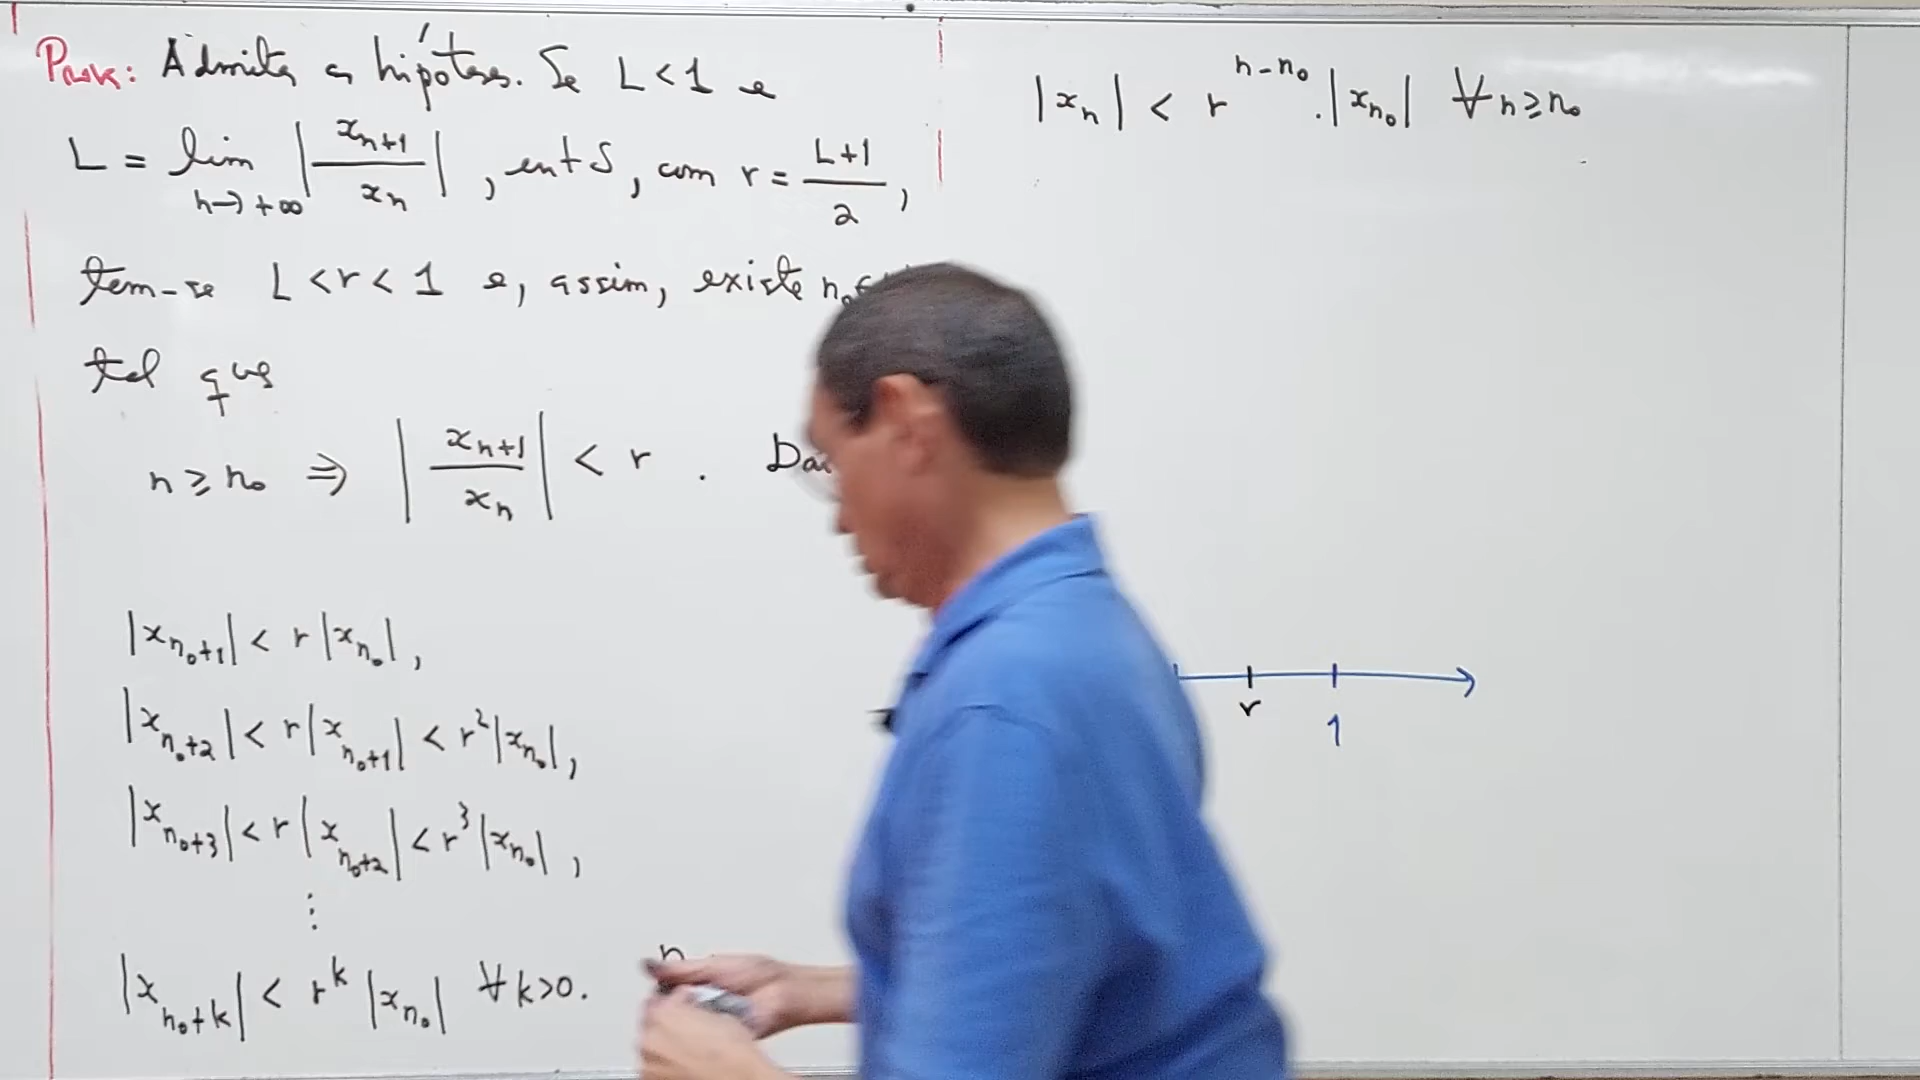 Prova: Admita as hipóteses. Se L < 1 e
L = lim n→+∞ |x_{n+1} / x_n|, então, com r = (L+1)/2,
tem-se L < r < 1 e, assim, existe n₀ ∈
tal que
n ≥ n₀ ⇒ |x_{n+1} / x_n| < r . Daí
|x_{n₀+1}| < r |x_{n₀}|,
|x_{n₀+2}| < r |x_{n₀+1}| < r² |x_{n₀}|,
|x_{n₀+3}| < r |x_{n₀+2}| < r³ |x_{n₀}|,
⋮
|x_{n₀+k}| < r^k |x_{n₀}| ∀ k > 0. n
|x_n| < r^{n-n₀} . |x_{n₀}| ∀ n ≥ n₀
r 1